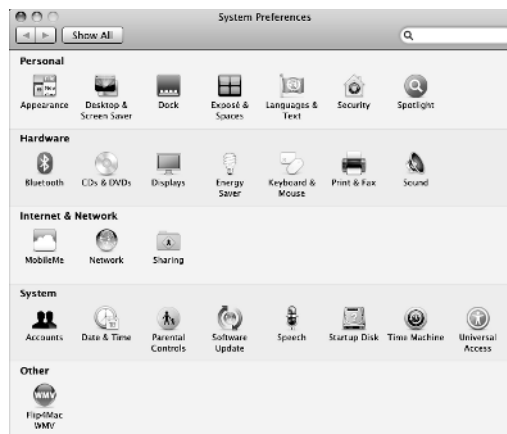 System Preferences
Show All
Personal
Appearance
Desktop &
Screen Saver
Dock
Exposé &
Spaces
Languages &
Text
Security
Spotlight
Hardware
Bluetooth
CDs & DVDs
Displays
Energy
Saver
Keyboard &
Mouse
Print & Fax
Sound
Internet & Network
MobileMe
Network
Sharing
System
Accounts
Date & Time
Parental
Controls
Software
Update
Speech
Startup Disk
Time Machine
Universal
Access
Other
WMV
Flip4Mac
WMV